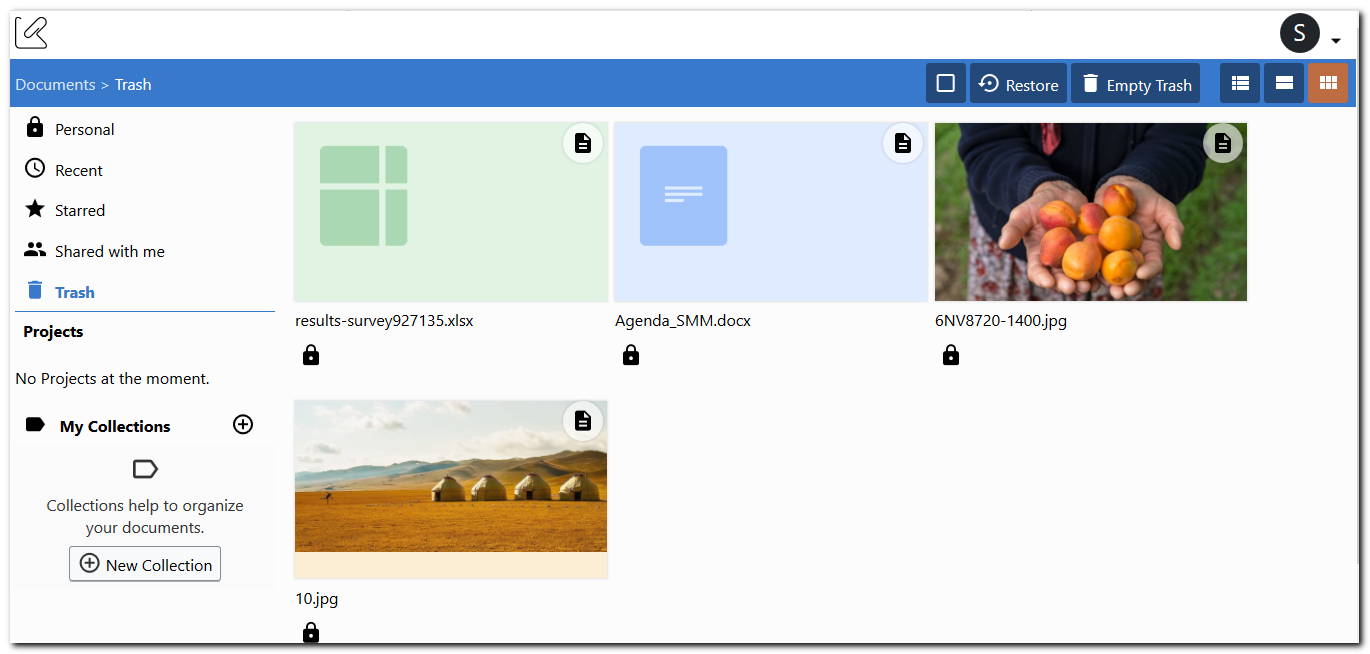 S
Documents > Trash
Restore
Empty Trash
Personal
Recent
Starred
Shared with me
Trash
Projects
No Projects at the moment.
My Collections
Collections help to organize
your documents.
New Collection
results-survey927135.xlsx
Agenda_SMM.docx
6NV8720-1400.jpg
10.jpg